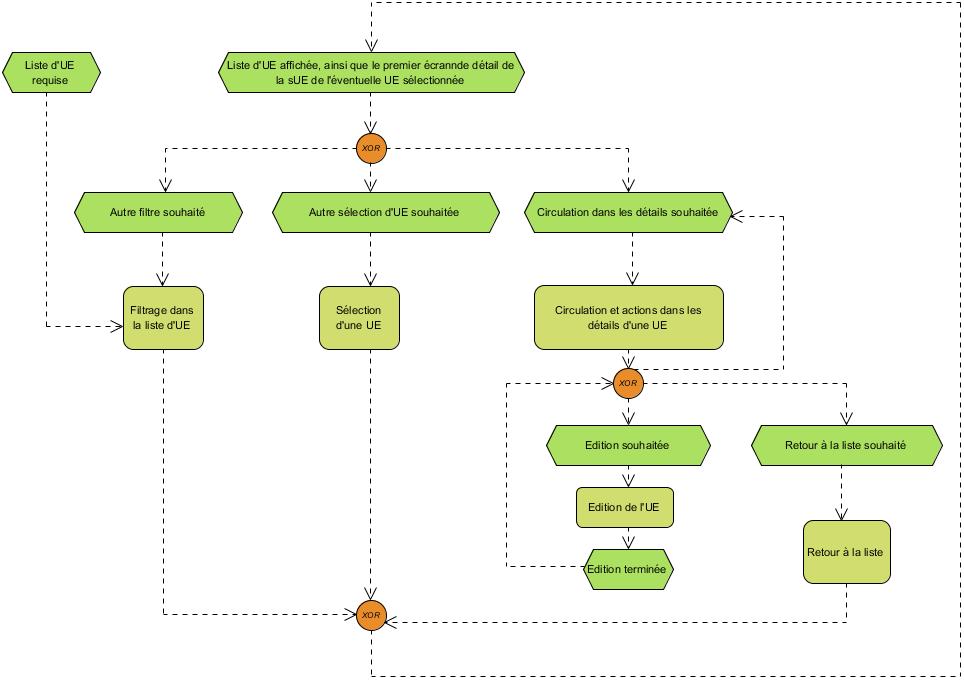 Liste d'UE
requise
Liste d'UE affichée, ainsi que le premier écrannde détail de
la sUE de l'éventuelle UE sélectionnée
XOR
Autre filtre souhaité
Autre sélection d'UE souhaitée
Circulation dans les détails souhaitée
Filtrage dans
la liste d'UE
Sélection
d'une UE
Circulation et actions dans les
détails d'une UE
XOR
Edition souhaitée
Retour à la liste souhaité
Edition de l'UE
Retour à la liste
Edition terminée
XOR